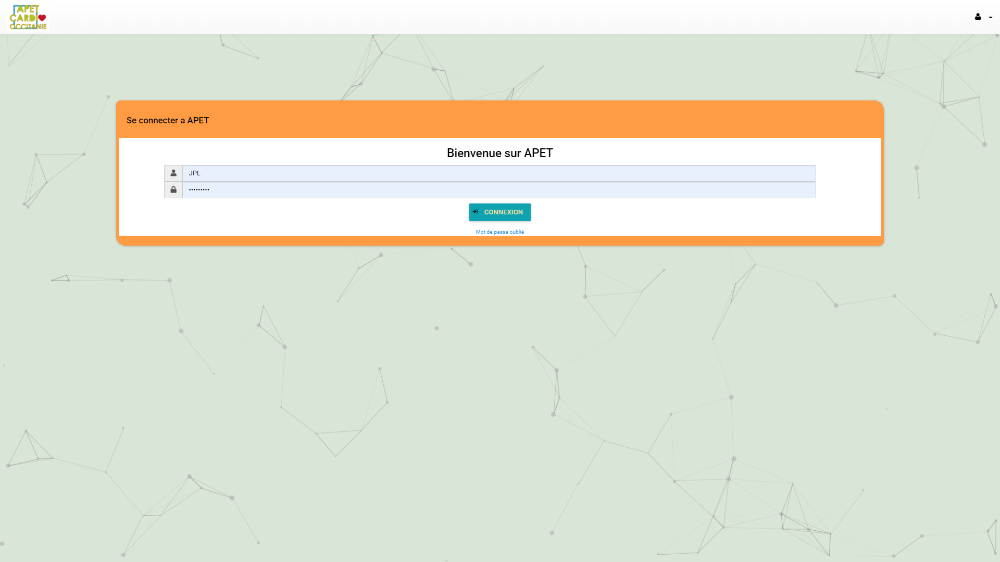 APET
CARDI
OCCITANIE
Se connecter a APET
Bienvenue sur APET
JPL
•••••••••
CONNEXION
Mot de passe oublié